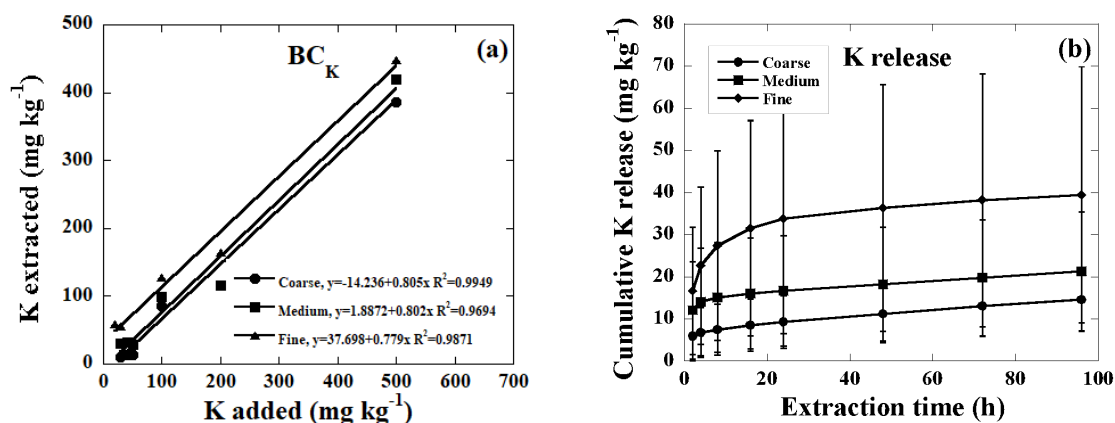 (a)
BC_K
K extracted (mg kg⁻¹)
500
400
300
200
100
0
Coarse, y=-14.236+0.805x R²=0.9949
Medium, y=1.8872+0.802x R²=0.9694
Fine, y=37.698+0.779x R²=0.9871
0 100 200 300 400 500 600 700
K added (mg kg⁻¹)
(b)
K release
Coarse
Medium
Fine
Cumulative K release (mg kg⁻¹)
80
70
60
50
40
30
20
10
0
0 20 40 60 80 100
Extraction time (h)